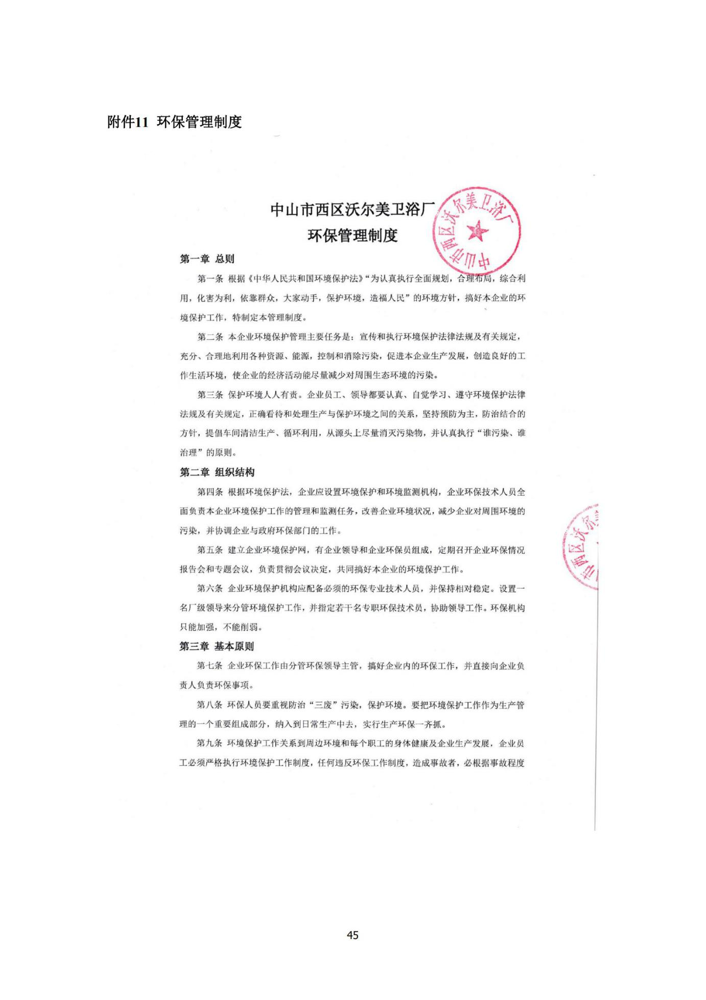 附件11 环保管理制度
中山市西区沃尔美卫浴厂
环保管理制度
中山市西区沃尔美卫浴厂
第一章 总则
第一条 根据《中华人民共和国环境保护法》“为认真执行全面规划，合理布局，综合利
用，化害为利，依靠群众，大家动手，保护环境，造福人民”的环境方针，搞好本企业的环
境保护工作，特制定本管理制度。
第二条 本企业环境保护管理主要任务是：宣传和执行环境保护法律法规及有关规定，
充分、合理地利用各种资源、能源，控制和消除污染，促进本企业生产发展，创造良好的工
作生活环境，使企业的经济活动能尽量减少对周围生态环境的污染。
第三条 保护环境人人有责。企业员工、领导都要认真、自觉学习、遵守环境保护法律
法规及有关规定，正确看待和处理生产与保护环境之间的关系，坚持预防为主，防治结合的
方针，提倡车间清洁生产、循环利用，从源头上尽量消灭污染物，并认真执行“谁污染、谁
治理”的原则。
第二章 组织结构
第四条 根据环境保护法，企业应设置环境保护和环境监测机构，企业环保技术人员全
面负责本企业环境保护工作的管理和监测任务，改善企业环境状况，减少企业对周围环境的
污染，并协调企业与政府环保部门的工作。
第五条 建立企业环境保护网，有企业领导和企业环保员组成，定期召开企业环保情况
报告会和专题会议，负责贯彻会议决定，共同搞好本企业的环境保护工作。
市西区沃尔美
第六条 企业环境保护机构应配备必须的环保专业技术人员，并保持相对稳定。设置一
名厂级领导来分管环境保护工作，并指定若干名专职环保技术员，协助领导工作。环保机构
只能加强，不能削弱。
第三章 基本原则
第七条 企业环保工作由分管环保领导主管，搞好企业内的环保工作，并直接向企业负
责人负责环保事项。
第八条 环保人员要重视防治“三废”污染，保护环境。要把环境保护工作作为生产管
理的一个重要组成部分，纳入到日常生产中去，实行生产环保一齐抓。
第九条 环境保护工作关系到周边环境和每个职工的身体健康及企业生产发展，企业员
工必须严格执行环境保护工作制度，任何违反环保工作制度，造成事故者，必根据事故程度
45